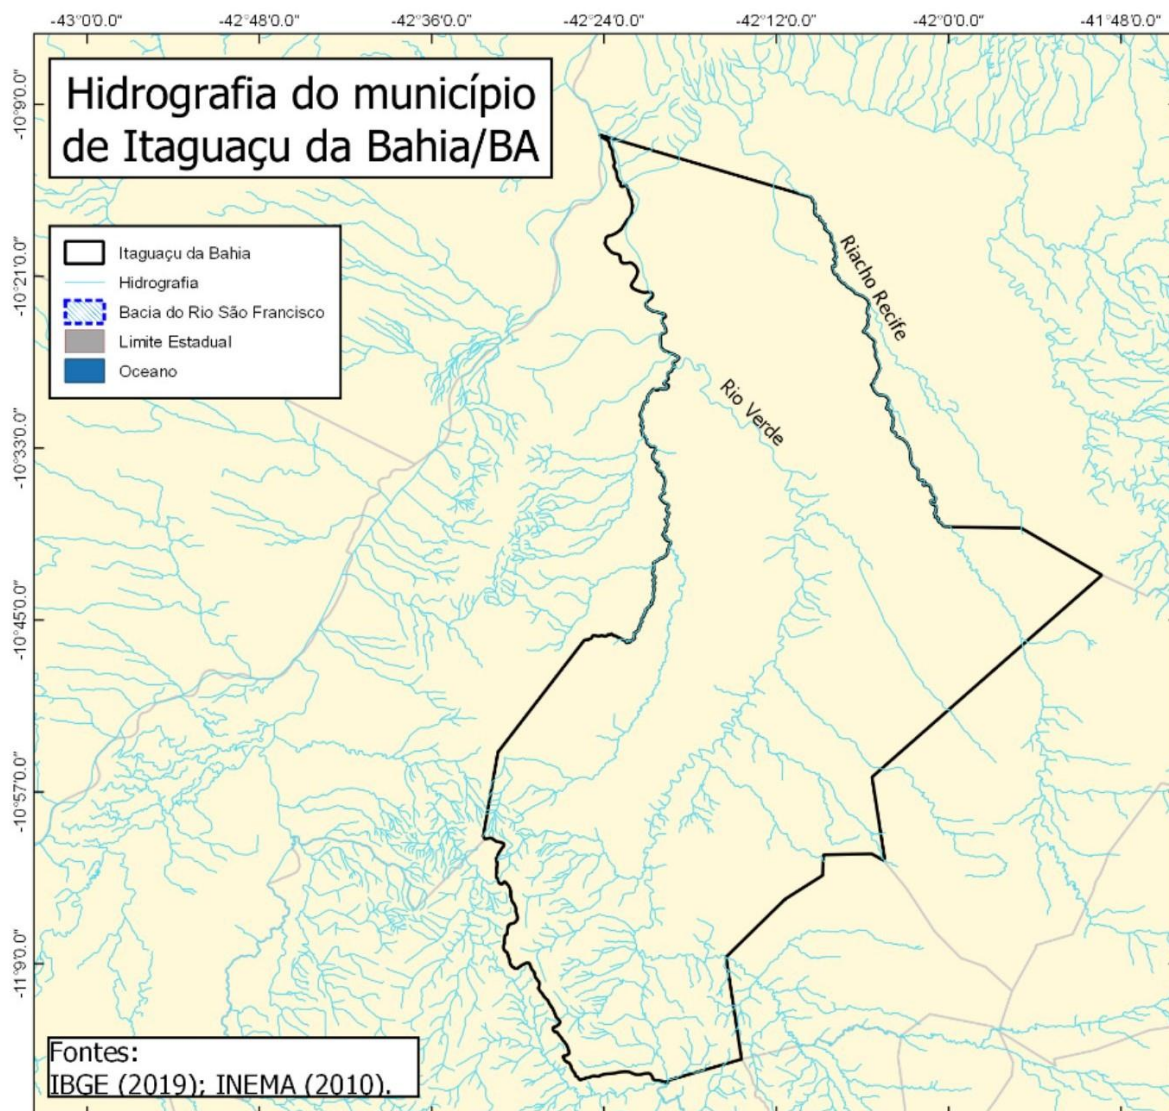 -43°0'0.0" -42°48'0.0" -42°36'0.0" -42°24'0.0" -42°12'0.0" -42°0'0.0" -41°48'0.0"
Hidrografia do município
de Itaguaçu da Bahia/BA
Itaguaçu da Bahia
Hidrografia
Bacia do Rio São Francisco
Limite Estadual
Oceano
-10°9'0.0"
-10°21'0.0"
-10°33'0.0"
-10°45'0.0"
-10°57'0.0"
-11°9'0.0"
Riacho Recife
Rio Verde
Fontes:
IBGE (2019); INEMA (2010).